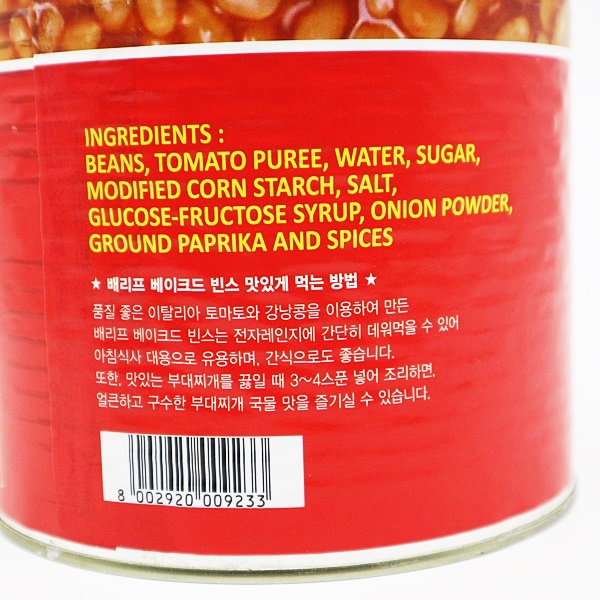 INGREDIENTS :
BEANS, TOMATO PUREE, WATER, SUGAR,
MODIFIED CORN STARCH, SALT,
GLUCOSE-FRUCTOSE SYRUP, ONION POWDER,
GROUND PAPRIKA AND SPICES
★ 배리프 베이크드 빈스 맛있게 먹는 방법 ★
품질 좋은 이탈리아 토마토와 강낭콩을 이용하여 만든
배리프 베이크드 빈스는 전자레인지에 간단히 데워먹을 수 있어
아침식사 대용으로 유용하며, 간식으로도 좋습니다.
또한, 맛있는 부대찌개를 끓일 때 3~4스푼 넣어 조리하면,
얼큰하고 구수한 부대찌개 국물 맛을 즐기실 수 있습니다.
8 002920 009233